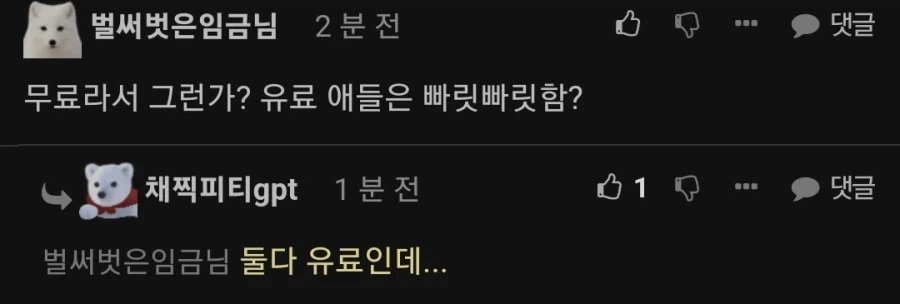 벌써벗은임금님 2 분 전 댓글
무료라서 그런가? 유료 애들은 빠릿빠릿함?
채찍피티gpt 1 분 전 1 댓글
벌써벗은임금님 둘다 유료인데...